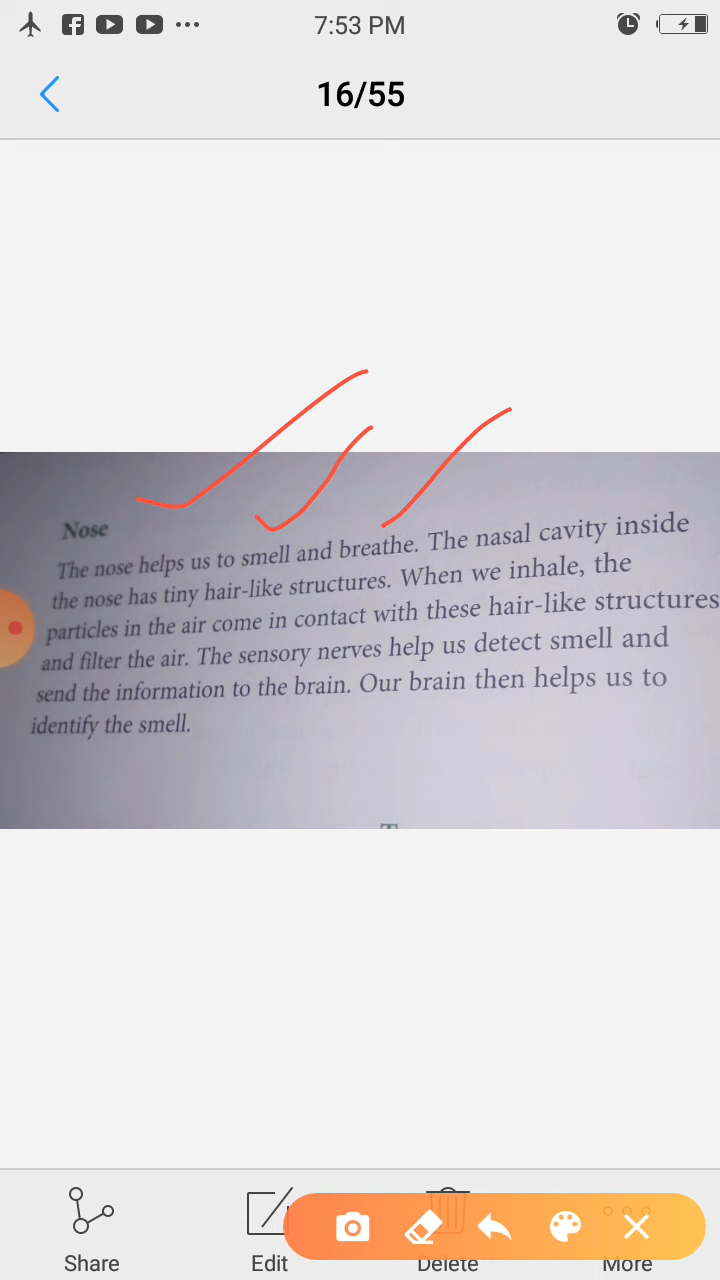 7:53 PM
16/55
Nose
The nose helps us to smell and breathe. The nasal cavity inside
the nose has tiny hair-like structures. When we inhale, the
particles in the air come in contact with these hair-like structures
and filter the air. The sensory nerves help us detect smell and
send the information to the brain. Our brain then helps us to
identify the smell.
Share
Edit
Delete
More